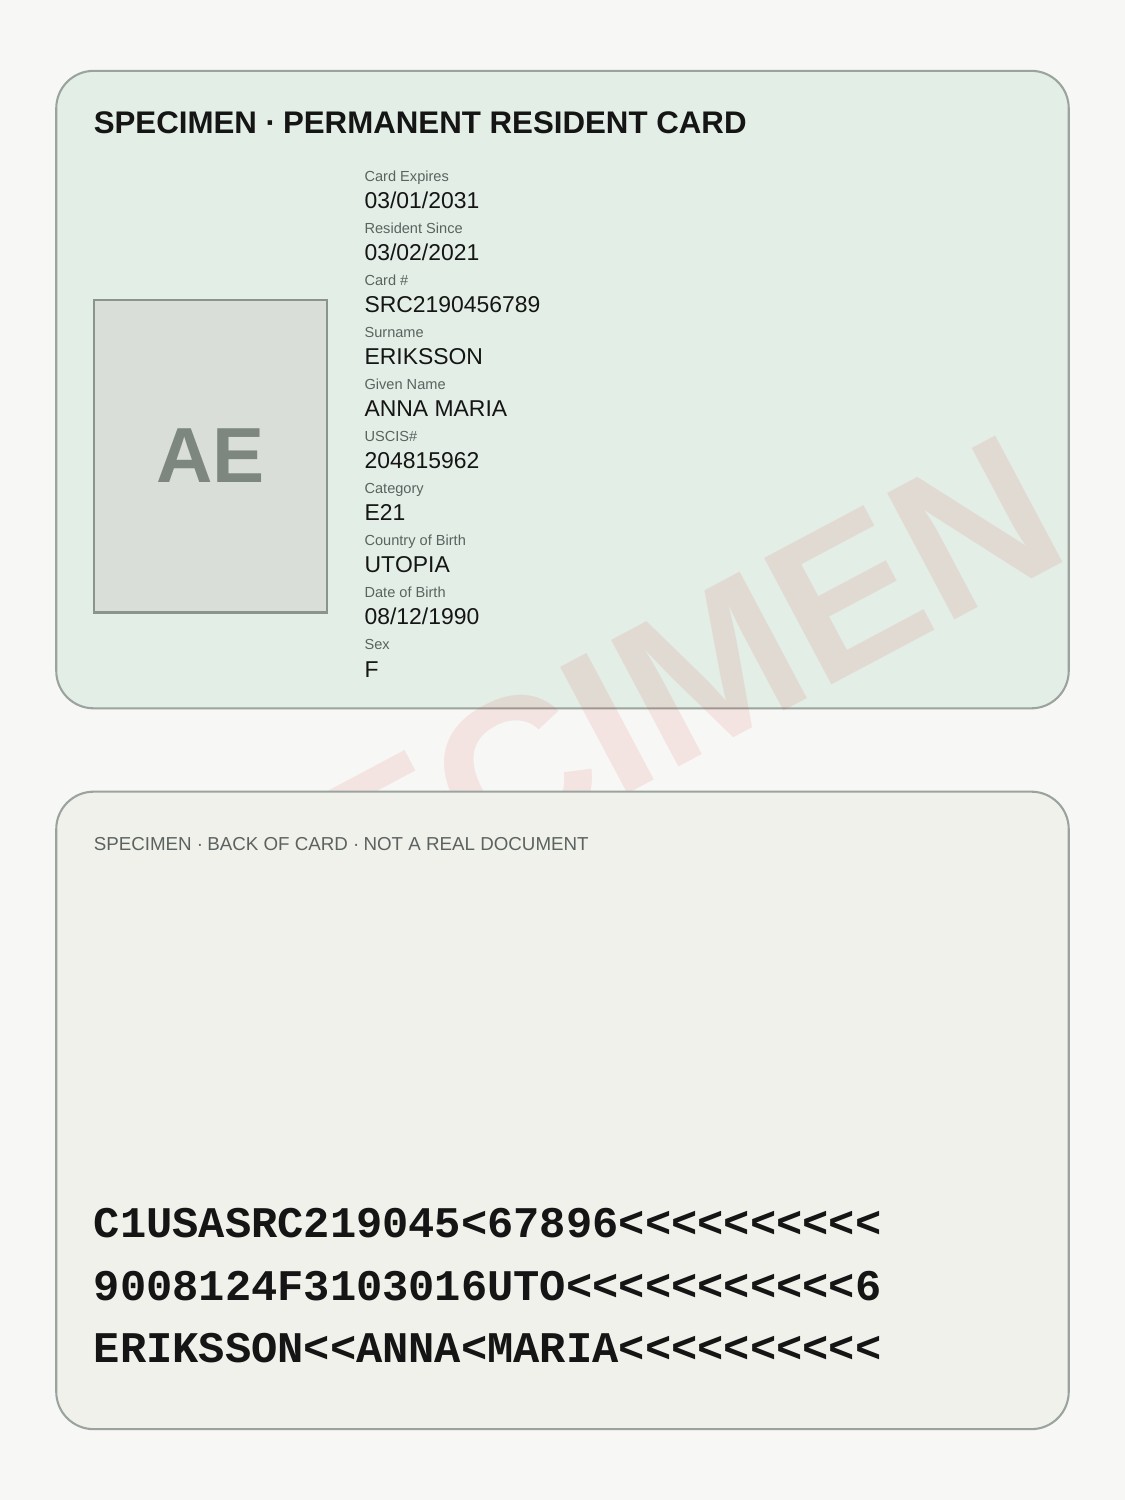 SPECIMEN · PERMANENT RESIDENT CARD
Card Expires
03/01/2031
Resident Since
03/02/2021
Card #
SRC2190456789
Surname
ERIKSSON
Given Name
ANNA MARIA
USCIS#
204815962
Category
E21
Country of Birth
UTOPIA
Date of Birth
08/12/1990
Sex
F
AE
ECIMEN
SPECIMEN · BACK OF CARD · NOT A REAL DOCUMENT
C1USASRC219045<67896<<<<<<<<<<
9008124F3103016UTO<<<<<<<<<<<6
ERIKSSON<<ANNA<MARIA<<<<<<<<<<